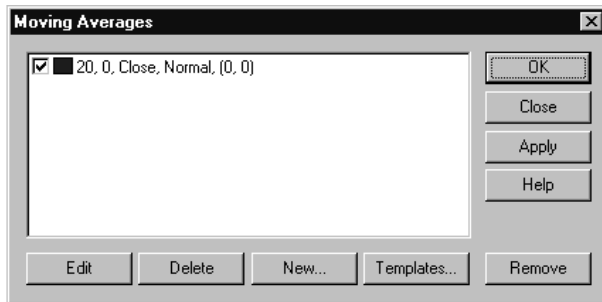 Moving Averages
20, 0, Close, Normal, (0, 0)
OK
Close
Apply
Help
Edit
Delete
New...
Templates...
Remove